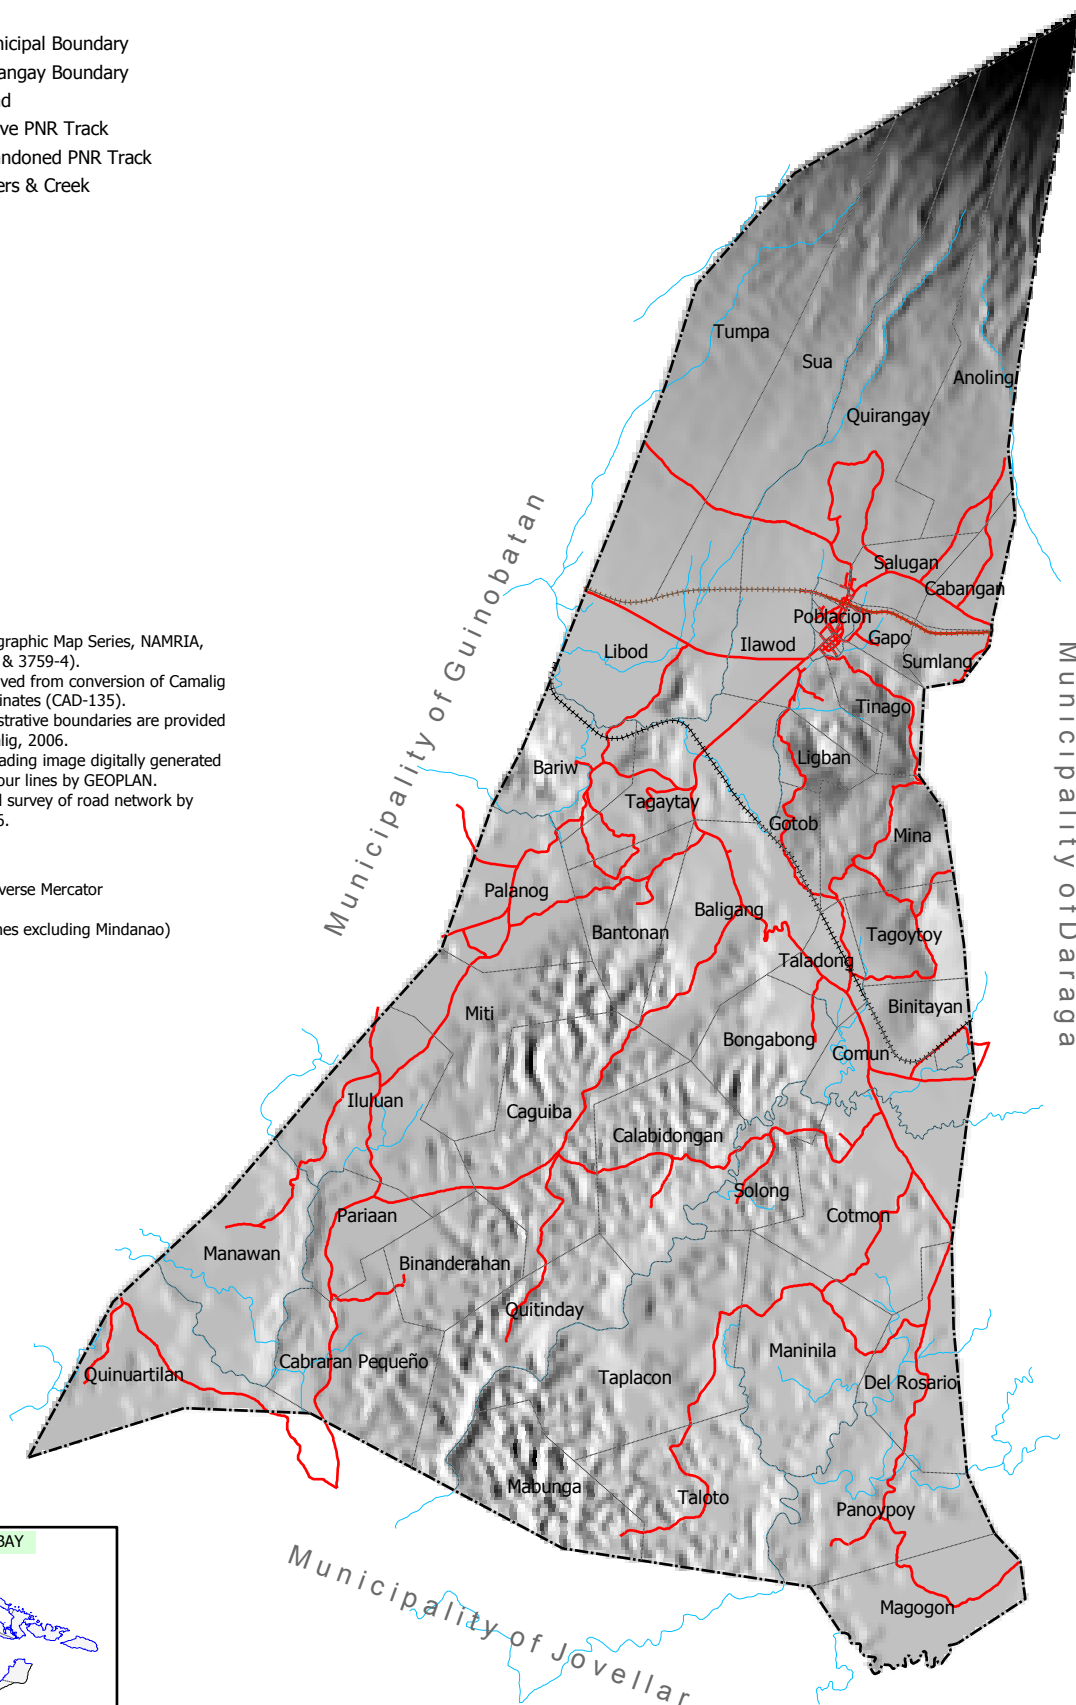 nicipal Boundary
angay Boundary
ad
ve PNR Track
andoned PNR Track
ers & Creek
Tumpa
Sua
Anoling
Quirangay
Municipality of Guinobatan
Salugan
Cabangan
Poblacion
Gapo
Ilawod
Libod
Sumlang
graphic Map Series, NAMRIA,
& 3759-4).
ved from conversion of Camalig
inates (CAD-135).
strative boundaries are provided
alig, 2006.
ading image digitally generated
our lines by GEOPLAN.
d survey of road network by
6.
verse Mercator
nes excluding Mindanao)
Municipality of Daraga
Tinago
Ligban
Bariw
Tagaytay
Gotob
Mina
Palanog
Baligang
Bantonan
Tagoytoy
Taladong
Binitayan
Miti
Bongabong
Comun
Iluluan
Caguiba
Calabidongan
Solong
Pariaan
Cotmon
Manawan
Binanderahan
Quitinday
Maninila
Quinuartilan
Cabraran Pequeño
Taplacon
Del Rosario
Mabunga
Taloto
Panoypoy
Magogon
Municipality of Jovellar
BAY